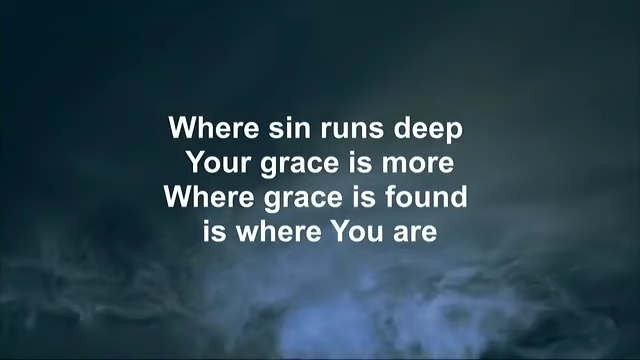 Where sin runs deep
Your grace is more
Where grace is found
is where You are